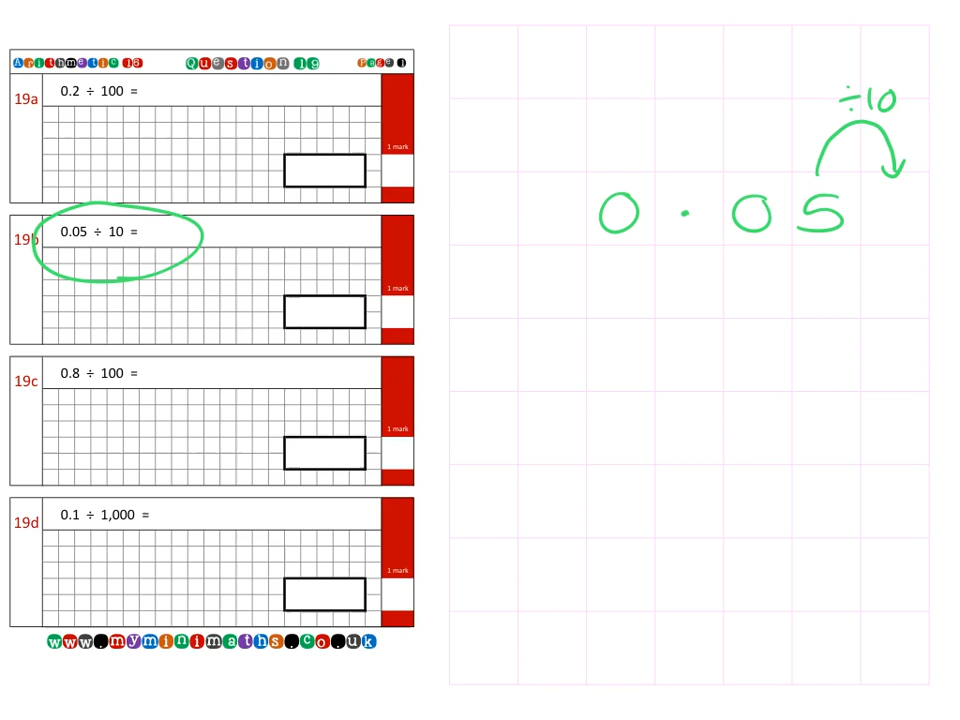 Arithmetic 16 Question 19 Page 1
19a 0.2 ÷ 100 =
1 mark
19b 0.05 ÷ 10 =
1 mark
19c 0.8 ÷ 100 =
1 mark
19d 0.1 ÷ 1,000 =
1 mark
www.myminimaths.co.uk
÷10
0.05